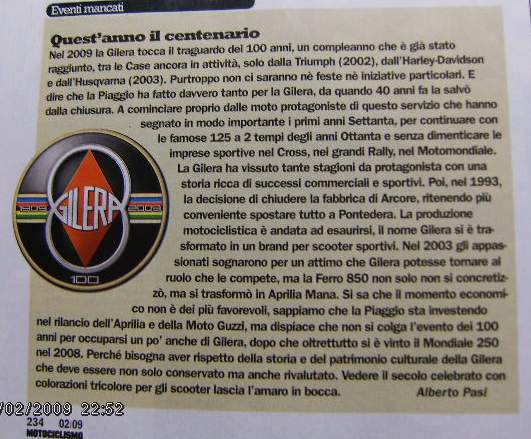 Eventi mancati
Quest'anno il centenario
Nel 2009 la Gilera tocca il traguardo dei 100 anni, un compleanno che è già stato
raggiunto, tra le Case ancora in attività, solo dalla Triumph (2002), dall'Harley-Davidson
e dall'Husqvarna (2003). Purtroppo non ci saranno nè feste nè iniziative particolari. E
dire che la Piaggio ha fatto davvero tanto per la Gilera, da quando 40 anni fa la salvò
dalla chiusura. A cominciare proprio dalle moto protagoniste di questo servizio che hanno
segnato in modo importante i primi anni Settanta, per continuare con
le famose 125 a 2 tempi degli anni Ottanta e senza dimenticare le
imprese sportive nel Cross, nei grandi Rally, nel Motomondiale.
La Gilera ha vissuto tante stagioni da protagonista con una
storia ricca di successi commerciali e sportivi. Poi, nel 1993,
la decisione di chiudere la fabbrica di Arcore, ritenendo più
conveniente spostare tutto a Pontedera. La produzione
motociclistica è andata ad esaurirsi, il nome Gilera si è tra-
sformato in un brand per scooter sportivi. Nel 2003 gli appas-
sionati sognarono per un attimo che Gilera potesse tornare al
ruolo che le compete, ma la Ferro 850 non solo non si concretiz-
zò, ma si trasformò in Aprilia Mana. Si sa che il momento economi-
co non è dei più favorevoli, sappiamo che la Piaggio sta investendo
nel rilancio dell'Aprilia e della Moto Guzzi, ma dispiace che non si colga l'evento dei 100
anni per occuparsi un po' anche di Gilera, dopo che oltretutto si è vinto il Mondiale 250
nel 2008. Perché bisogna aver rispetto della storia e del patrimonio culturale della Gilera
che deve essere non solo conservato ma anche rivalutato. Vedere il secolo celebrato con
colorazioni tricolore per gli scooter lascia l'amaro in bocca. Alberto Pasi
1909 GILERA 2009
100
/02/2009 22:52
234 02:09
MOTOCICLISMO